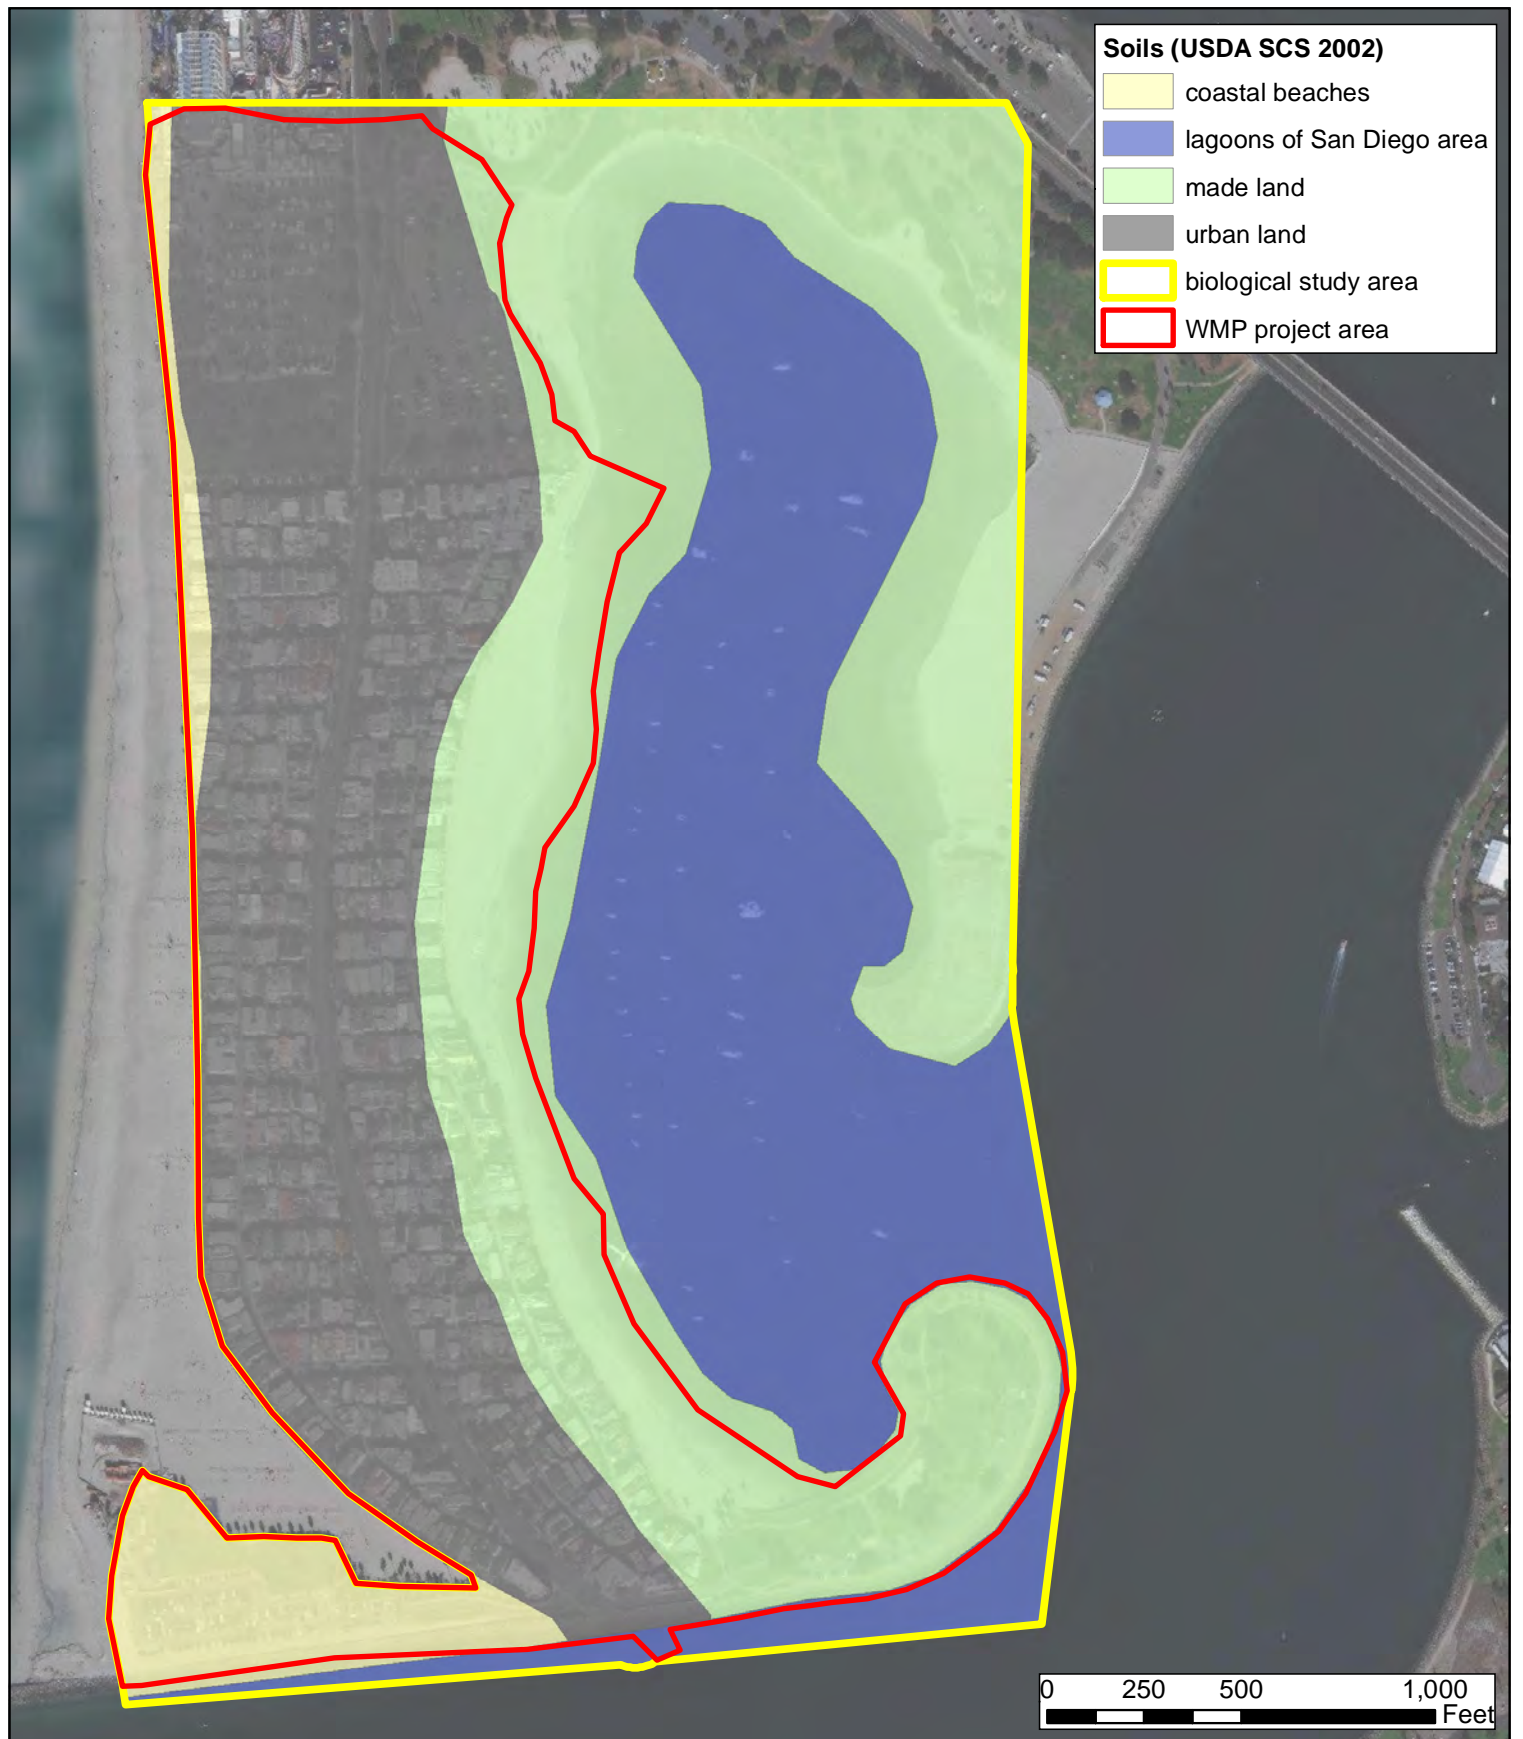 Soils (USDA SCS 2002)
coastal beaches
lagoons of San Diego area
made land
urban land
biological study area
WMP project area
0 250 500 1,000
Feet